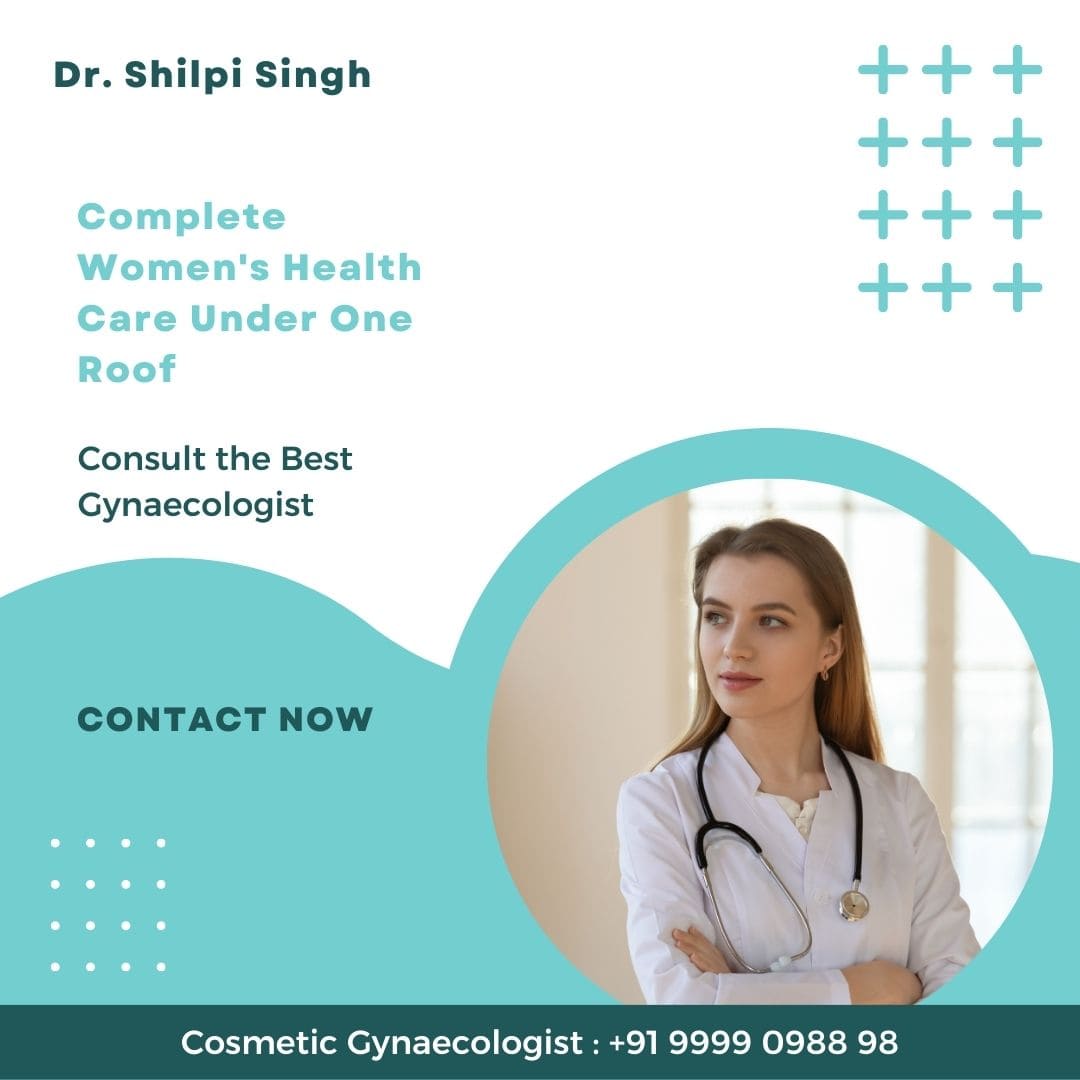 Dr. Shilpi Singh
Complete
Women's Health
Care Under One
Roof
Consult the Best
Gynaecologist
CONTACT NOW
Cosmetic Gynaecologist : +91 9999 0988 98